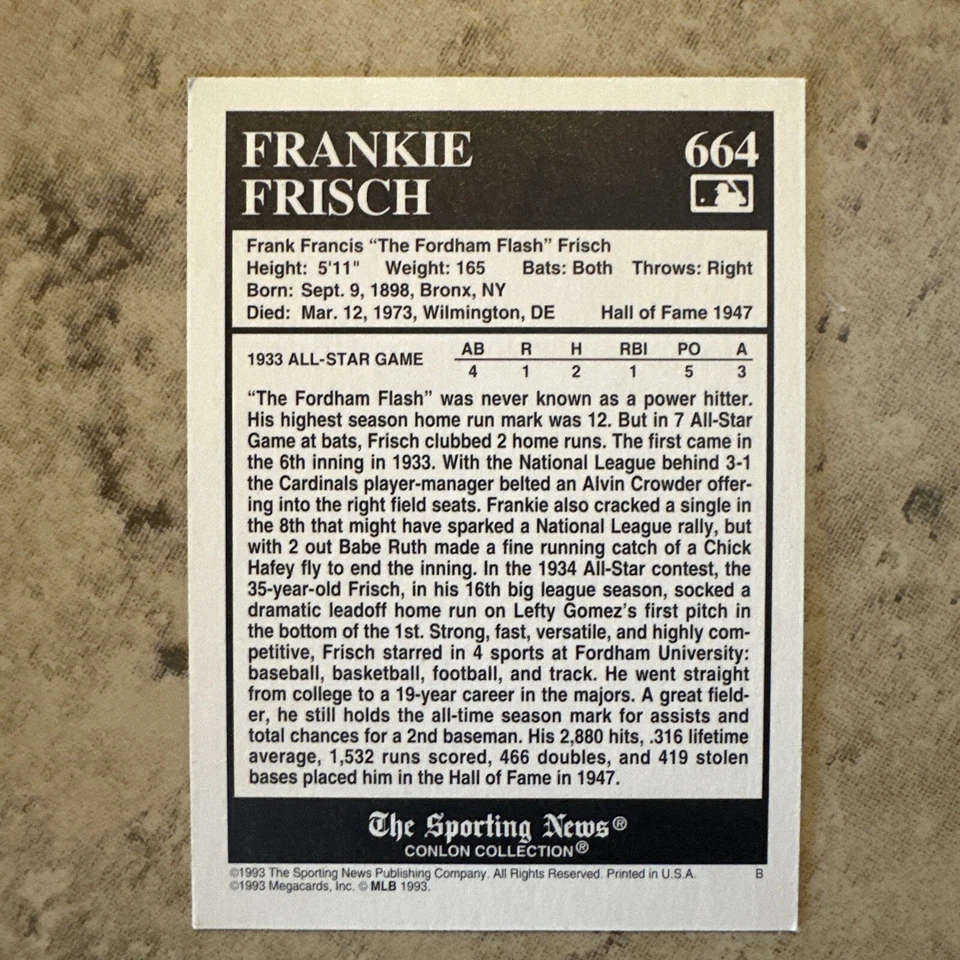 FRANKIE 664
FRISCH
Frank Francis “The Fordham Flash” Frisch
Height: 5'11" Weight: 165 Bats: Both Throws: Right
Born: Sept. 9, 1898, Bronx, NY
Died: Mar. 12, 1973, Wilmington, DE Hall of Fame 1947
AB R H RBI PO A
1933 ALL-STAR GAME 4 1 2 1 5 3
“The Fordham Flash” was never known as a power hitter.
His highest season home run mark was 12. But in 7 All-Star
Game at bats, Frisch clubbed 2 home runs. The first came in
the 6th inning in 1933. With the National League behind 3-1
the Cardinals player-manager belted an Alvin Crowder offer-
ing into the right field seats. Frankie also cracked a single in
the 8th that might have sparked a National League rally, but
with 2 out Babe Ruth made a fine running catch of a Chick
Hafey fly to end the inning. In the 1934 All-Star contest, the
35-year-old Frisch, in his 16th big league season, socked a
dramatic leadoff home run on Lefty Gomez’s first pitch in
the bottom of the 1st. Strong, fast, versatile, and highly com-
petitive, Frisch starred in 4 sports at Fordham University:
baseball, basketball, football, and track. He went straight
from college to a 19-year career in the majors. A great field-
er, he still holds the all-time season mark for assists and
total chances for a 2nd baseman. His 2,880 hits, .316 lifetime
average, 1,532 runs scored, 466 doubles, and 419 stolen
bases placed him in the Hall of Fame in 1947.
The Sporting News®
CONLON COLLECTION®
©1993 The Sporting News Publishing Company. All Rights Reserved. Printed in U.S.A. B
©1993 Megacards, Inc. © MLB 1993.